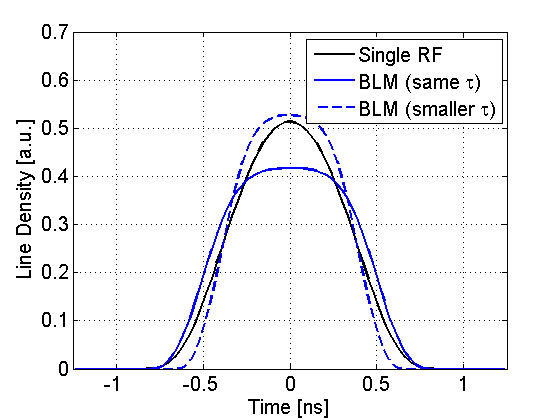 0.7
0.6
0.5
0.4
0.3
0.2
0.1
0
Line Density [a.u.]
Single RF
BLM (same τ)
BLM (smaller τ)
-1 -0.5 0 0.5 1
Time [ns]